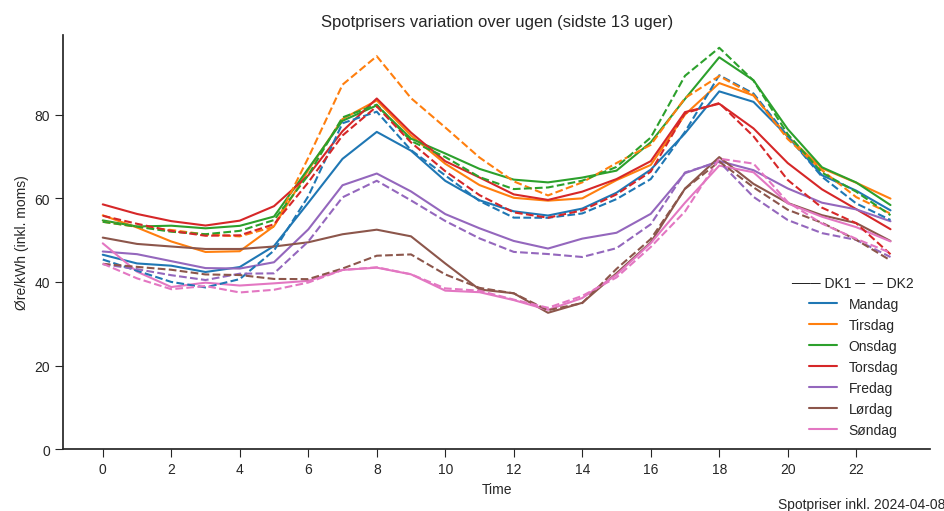 Spotprisers variation over ugen (sidste 13 uger)
Øre/kWh (inkl. moms)
80
60
40
20
0
DK1 DK2
Mandag
Tirsdag
Onsdag
Torsdag
Fredag
Lørdag
Søndag
0 2 4 6 8 10 12 14 16 18 20 22
Time
Spotpriser inkl. 2024-04-08